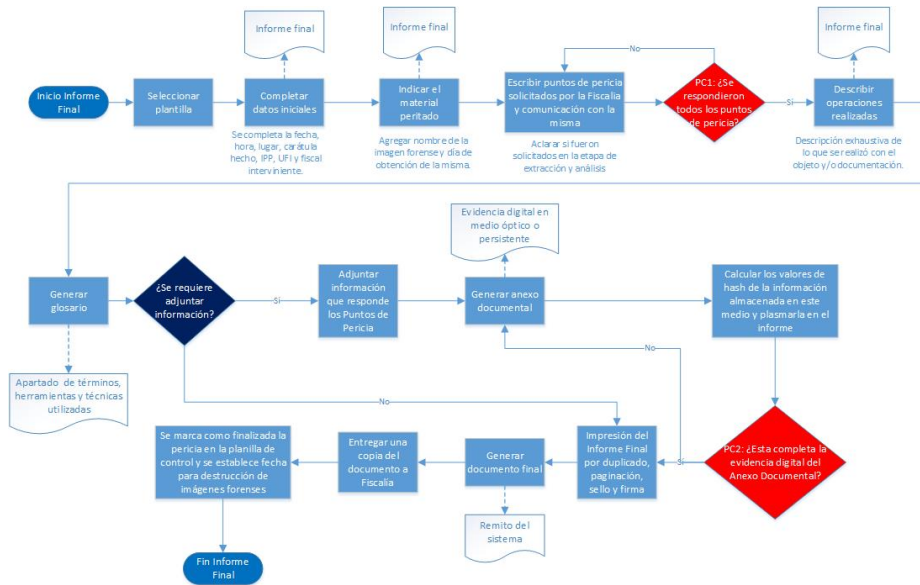 Informe final
Informe final
Informe final
Inicio Informe
Final
Seleccionar
plantilla
Completar
datos iniciales
Indicar el
material
peritado
Escribir puntos de pericia
solicitados por la Fiscalía
y comunicación con la
misma
No
PC1: ¿Se
respondieron
todos los puntos
de pericia?
Si
Describir
operaciones
realizadas
Se completa la fecha,
hora, lugar, carátula
hecho, IPP, UFI y fiscal
interviniente.
Agregar nombre de la
imagen forense y día de
obtención de la misma.
Aclarar si fueron
solicitados en la etapa de
extracción y análisis
Descripción exhaustiva de
lo que se realizó con el
objeto y/o documentación.
Evidencia digital en
medio óptico o
persistente
Generar
glosario
¿Se requiere
adjuntar
información?
Si
Adjuntar
información
que responde
los Puntos de
Pericia
Generar anexo
documental
Calcular los valores de
hash de la información
almacenada en este
medio y plasmarla en el
informe
No
Apartado de términos,
herramientas y técnicas
utilizadas
No
Se marca como finalizada la
pericia en la planilla de
control y se establece fecha
para destrucción de
imágenes forenses
Entregar una
copia del
documento a
Fiscalía
Generar
documento final
Impresión del
Informe Final
por duplicado,
paginación,
sello y firma
Si
PC2: ¿Esta completa la
evidencia digital del
Anexo Documental?
Remito del
sistema
Fin Informe
Final